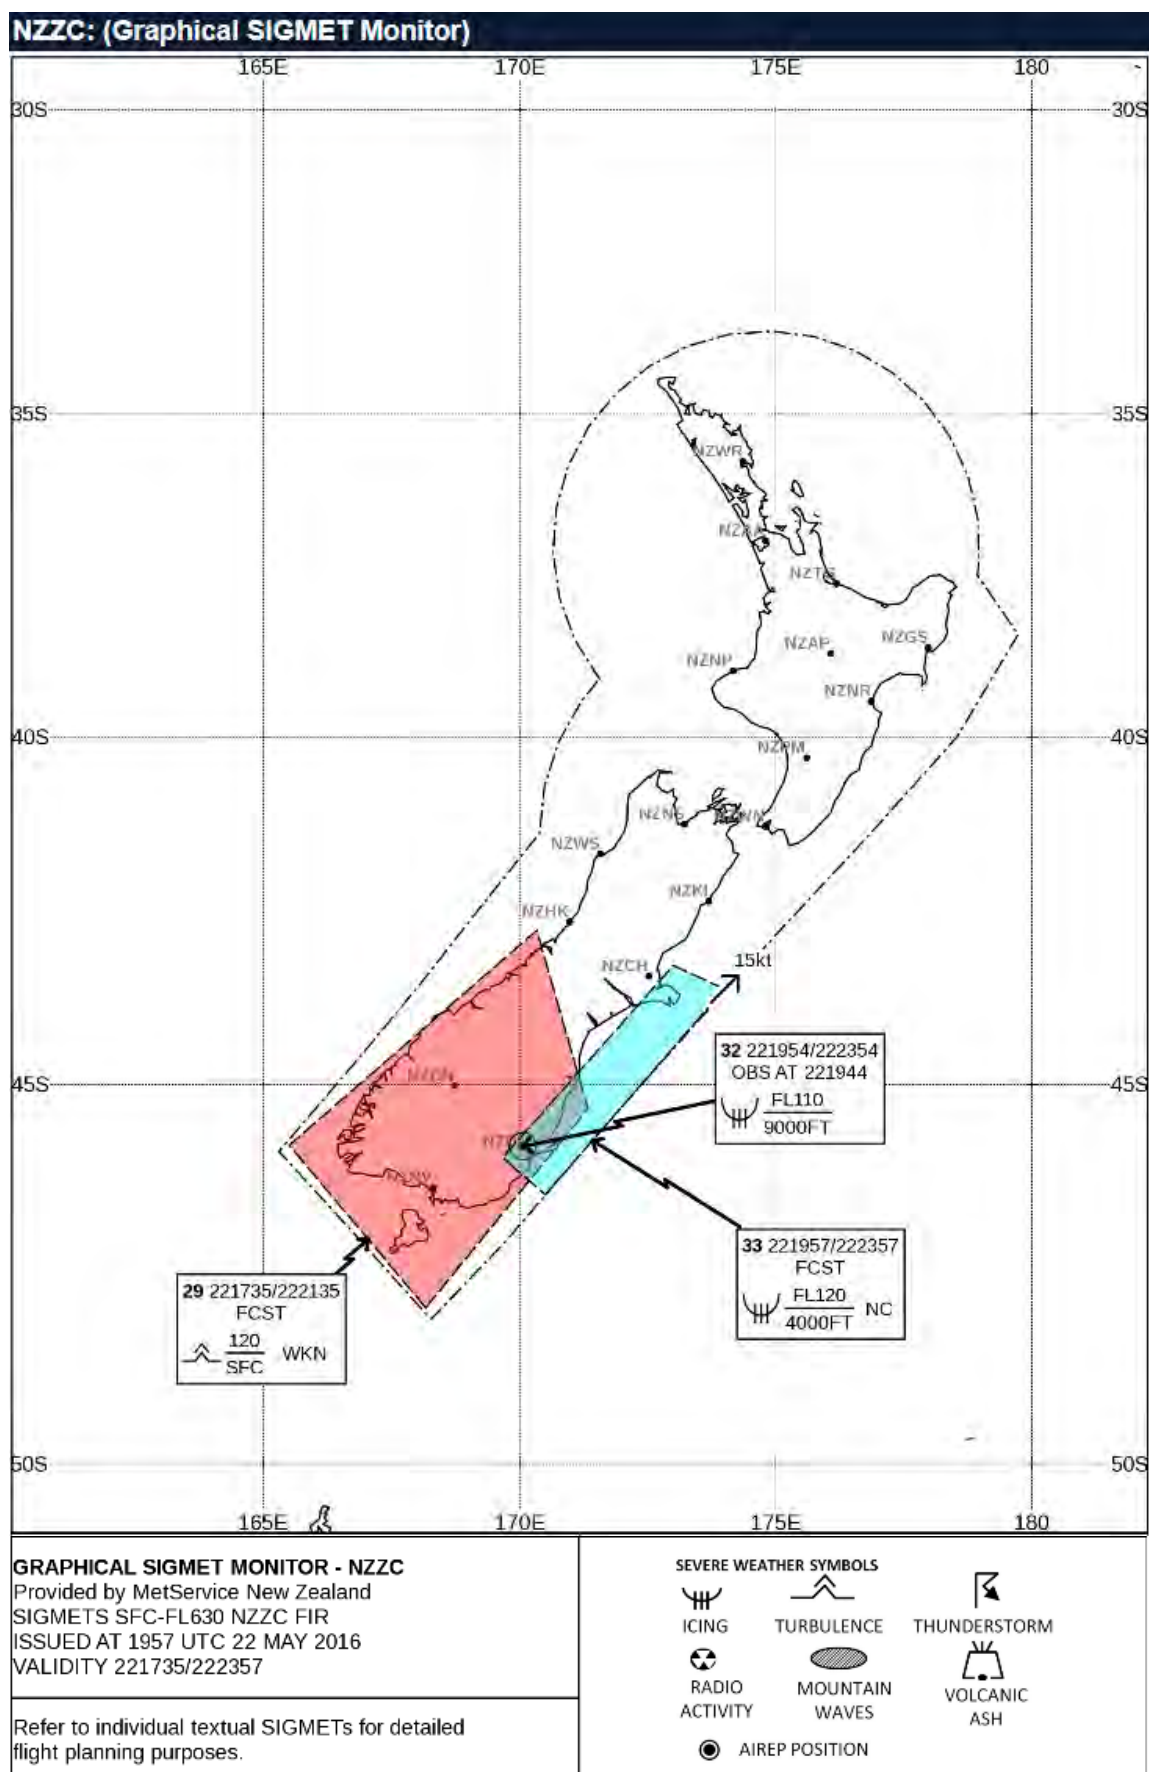 NZZC: (Graphical SIGMET Monitor)
165E 170E 175E 180
30S 30S
35S 35S
NZWR
NZAA
NZTG
NZAP
NZGS
NZNP
NZNR
40S 40S
NZPM
NZNS
NZWS
NZKI
NZHK
NZCH
15kt
32 221954/222354
OBS AT 221944
FL110
9000FT
45S 45S
33 221957/222357
FCST
FL120
4000FT NC
29 221735/222135
FCST
120
SFC WKN
50S 50S
165E 170E 175E 180
GRAPHICAL SIGMET MONITOR - NZZC
Provided by MetService New Zealand
SIGMETS SFC-FL630 NZZC FIR
ISSUED AT 1957 UTC 22 MAY 2016
VALIDITY 221735/222357
Refer to individual textual SIGMETs for detailed
flight planning purposes.
SEVERE WEATHER SYMBOLS
ICING TURBULENCE THUNDERSTORM
RADIO
ACTIVITY
MOUNTAIN
WAVES
VOLCANIC
ASH
AIREP POSITION